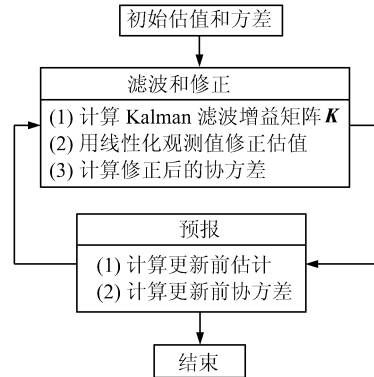 初始估值和方差
滤波和修正
(1) 计算 Kalman 滤波增益矩阵K
(2) 用线性化观测值修正估值
(3) 计算修正后的协方差
预报
(1) 计算更新前估计
(2) 计算更新前协方差
结束